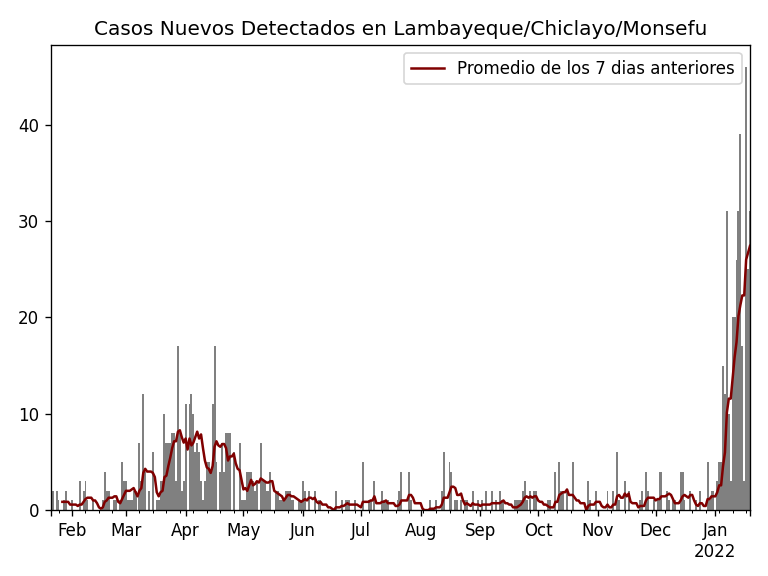 Casos Nuevos Detectados en Lambayeque/Chiclayo/Monsefu
Promedio de los 7 dias anteriores
40
30
20
10
0
Feb Mar Apr May Jun Jul Aug Sep Oct Nov Dec Jan
2022